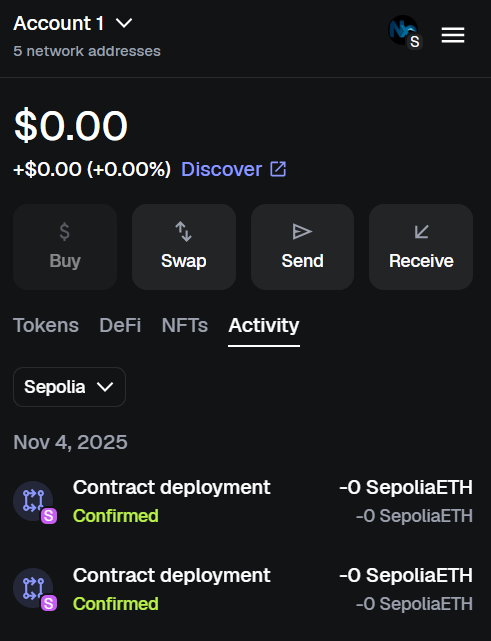 Account 1
5 network addresses
S
$0.00
+$0.00 (+0.00%) Discover
$
Buy
Swap
Send
Receive
Tokens DeFi NFTs Activity
Sepolia
Nov 4, 2025
Contract deployment -0 SepoliaETH
S
Confirmed -0 SepoliaETH
Contract deployment -0 SepoliaETH
S
Confirmed -0 SepoliaETH